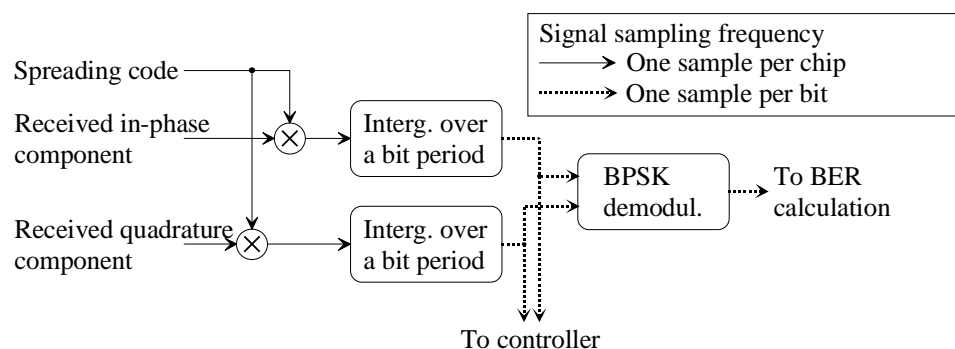 Signal sampling frequency
One sample per chip
One sample per bit
Spreading code
Received in-phase
component
Interg. over
a bit period
BPSK
demodul.
To BER
calculation
Received quadrature
component
Interg. over
a bit period
To controller